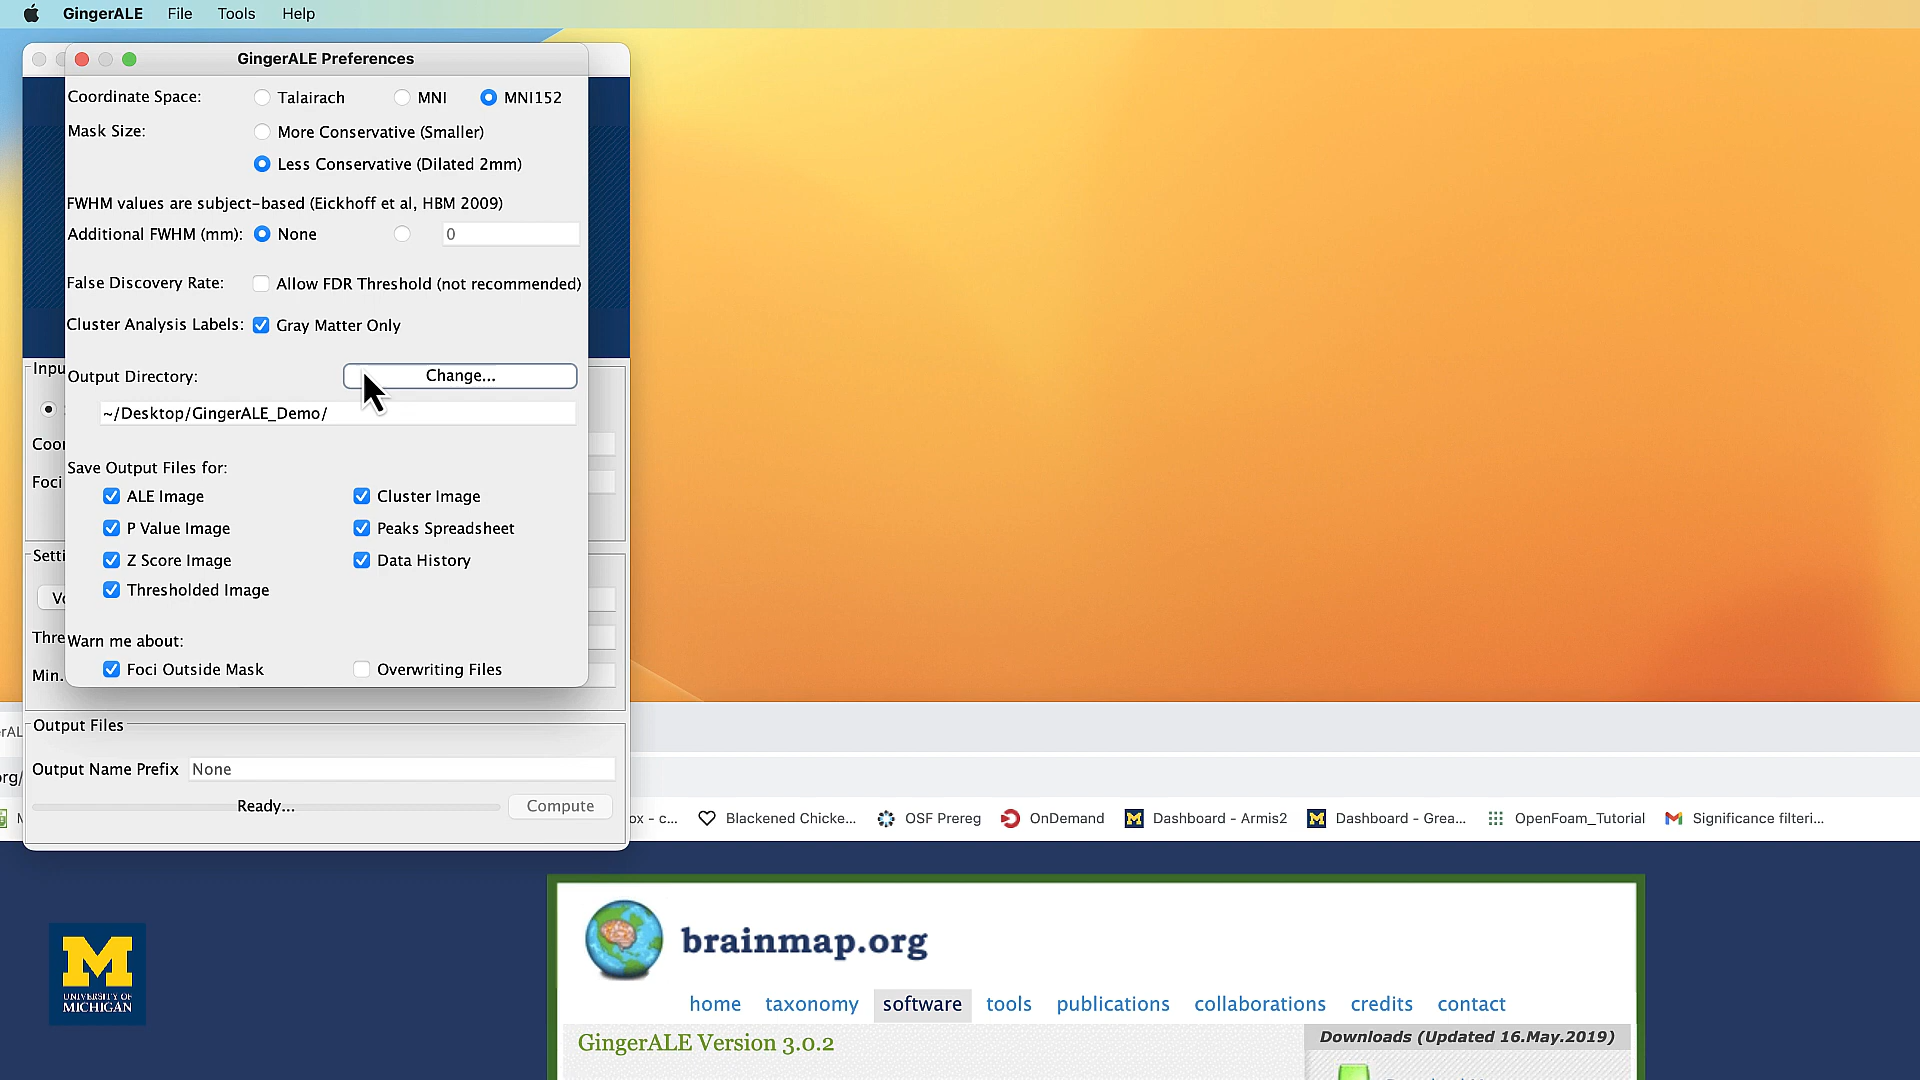 GingerALE File Tools Help
GingerALE Preferences
Coordinate Space: Talairach MNI MNI152
Mask Size: More Conservative (Smaller)
Less Conservative (Dilated 2mm)
FWHM values are subject-based (Eickhoff et al, HBM 2009)
Additional FWHM (mm): None 0
False Discovery Rate: Allow FDR Threshold (not recommended)
Cluster Analysis Labels: Gray Matter Only
Inpu
Output Directory: Change...
~/Desktop/GingerALE_Demo/
Coor
Save Output Files for:
Foci
ALE Image Cluster Image
P Value Image Peaks Spreadsheet
Setti
Z Score Image Data History
Thresholded Image
Thre
Warn me about:
Min.
Foci Outside Mask Overwriting Files
Output Files
rAL
Output Name Prefix None
org/
Ready... Compute
ox - c... Blackened Chicke... OSF Prereg OnDemand Dashboard - Armis2 Dashboard - Grea... OpenFoam_Tutorial Significance filteri...
M
UNIVERSITY OF
MICHIGAN
brainmap.org
home taxonomy software tools publications collaborations credits contact
GingerALE Version 3.0.2
Downloads (Updated 16.May.2019)